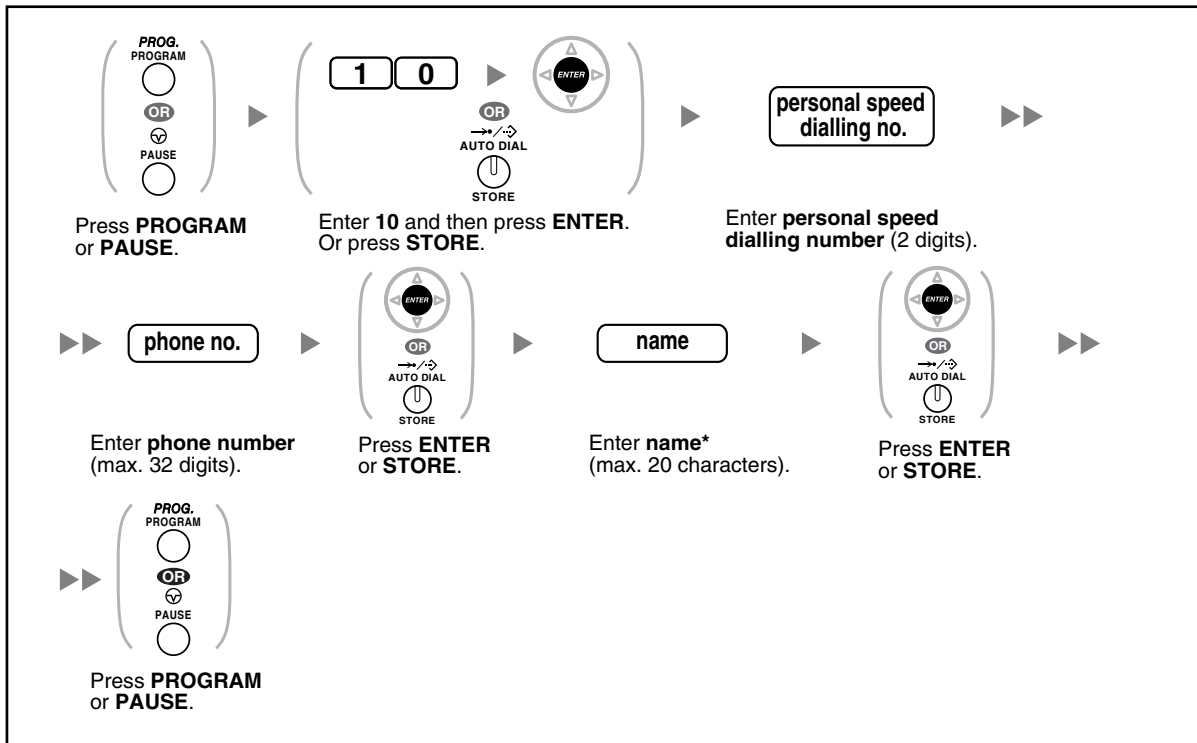 PROG.
PROGRAM
OR
PAUSE
Press PROGRAM
or PAUSE.
1 0
ENTER
OR
AUTO DIAL
STORE
Enter 10 and then press ENTER.
Or press STORE.
personal speed
dialling no.
Enter personal speed
dialling number (2 digits).
phone no.
Enter phone number
(max. 32 digits).
ENTER
OR
AUTO DIAL
STORE
Press ENTER
or STORE.
name
Enter name*
(max. 20 characters).
ENTER
OR
AUTO DIAL
STORE
Press ENTER
or STORE.
PROG.
PROGRAM
OR
PAUSE
Press PROGRAM
or PAUSE.